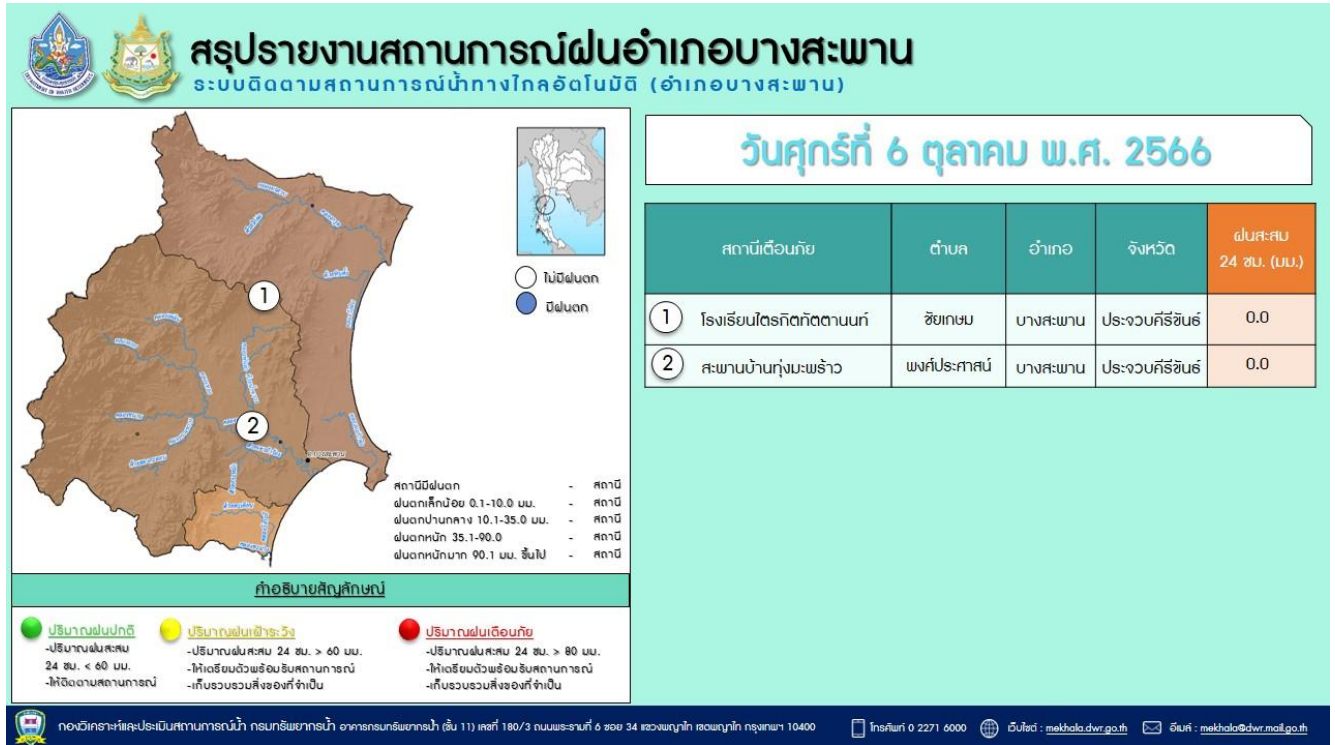 สรุปรายงานสถานการณ์ฝนอำเภอบางสะพาน
ระบบติดตามสถานการณ์น้ำทางไกลอัตโนมัติ (อำเภอบางสะพาน)
วันศุกร์ที่ 6 ตุลาคม พ.ศ. 2566
ไม่มีฝนตก
มีฝนตก
1
2
สถานีมีฝนตก - สถานี
ฝนตกเล็กน้อย 0.1-10.0 มม. - สถานี
ฝนตกปานกลาง 10.1-35.0 มม. - สถานี
ฝนตกหนัก 35.1-90.0 - สถานี
ฝนตกหนักมาก 90.1 มม. ขึ้นไป - สถานี
สถานีเตือนภัย ตำบล อำเภอ จังหวัด ฝนสะสม 24 ชม. (มม.)
1 โรงเรียนไตรกิตทัตตานนท์ ชัยเกษม บางสะพาน ประจวบคีรีขันธ์ 0.0
2 สะพานบ้านทุ่งมะพร้าว พงศ์ประศาสน์ บางสะพาน ประจวบคีรีขันธ์ 0.0
คำอธิบายสัญลักษณ์
ปริมาณฝนปกติ
-ปริมาณฝนสะสม
24 ชม. < 60 มม.
-ให้ติดตามสถานการณ์
ปริมาณฝนเฝ้าระวัง
-ปริมาณฝนสะสม 24 ชม. > 60 มม.
-ให้เตรียมตัวพร้อมรับสถานการณ์
-เก็บรวบรวมสิ่งของที่จำเป็น
ปริมาณฝนเตือนภัย
-ปริมาณฝนสะสม 24 ชม. > 80 มม.
-ให้เตรียมตัวพร้อมรับสถานการณ์
-เก็บรวบรวมสิ่งของที่จำเป็น
กองวิเคราะห์และประเมินสถานการณ์น้ำ กรมทรัพยากรน้ำ อาคารกรมทรัพยากรน้ำ (ชั้น 11) เลขที่ 180/3 ถนนพระรามที่ 6 ซอย 34 แขวงพญาไท เขตพญาไท กรุงเทพฯ 10400 โทรศัพท์ 0 2271 6000 เว็บไซต์ : mekhala.dwr.go.th อีเมล์ : mekhala@dwr.mail.go.th